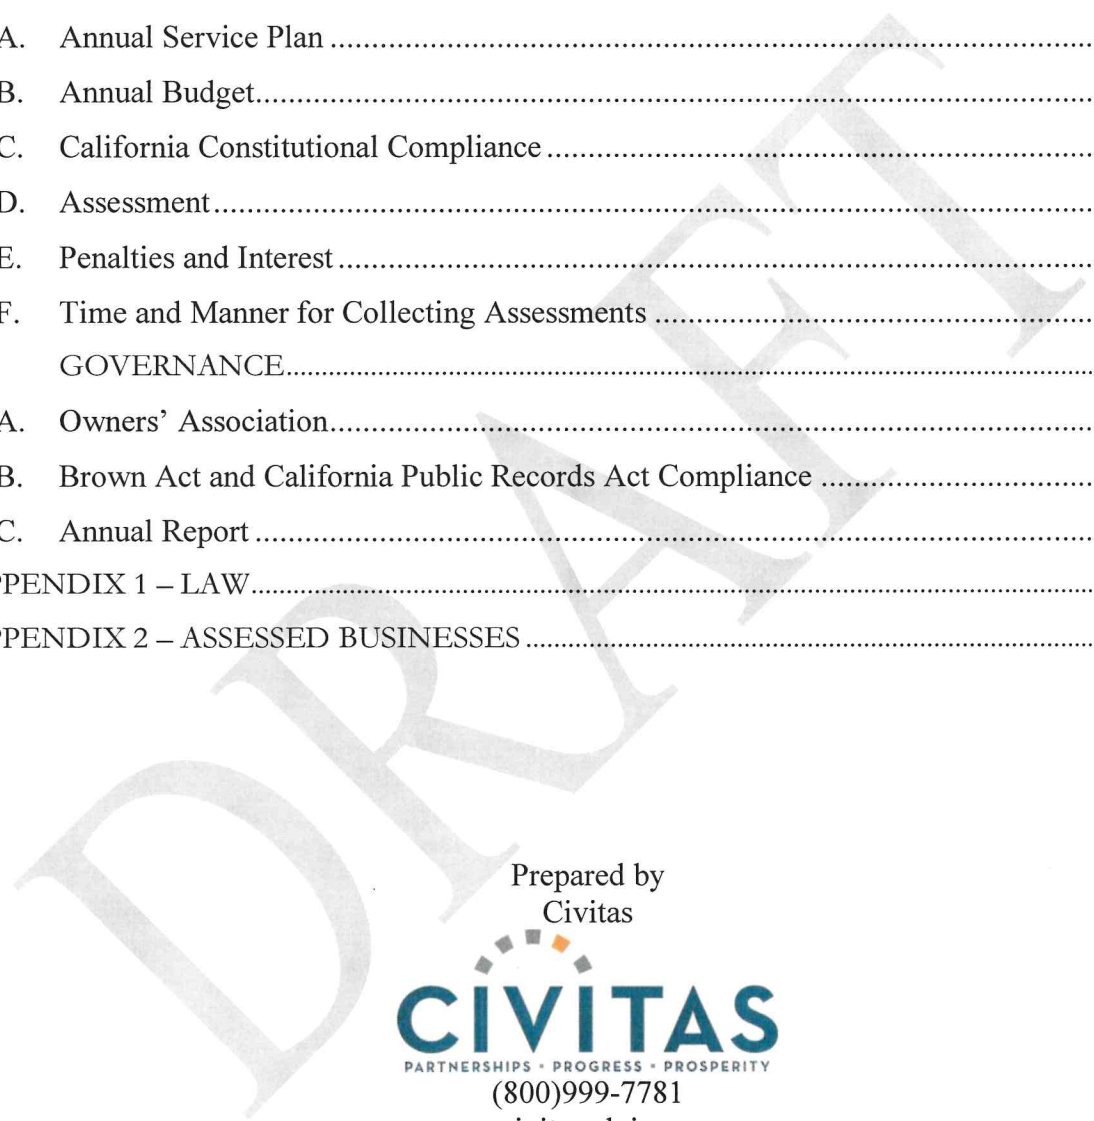 A. Annual Service Plan
B. Annual Budget
C. California Constitutional Compliance
D. Assessment
E. Penalties and Interest
F. Time and Manner for Collecting Assessments
GOVERNANCE
A. Owners' Association
B. Brown Act and California Public Records Act Compliance
C. Annual Report
PPENDIX 1 – LAW
PPENDIX 2 – ASSESSED BUSINESSES
DRAFT
Prepared by
Civitas
CIVITAS
PARTNERSHIPS • PROGRESS • PROSPERITY
(800)999-7781